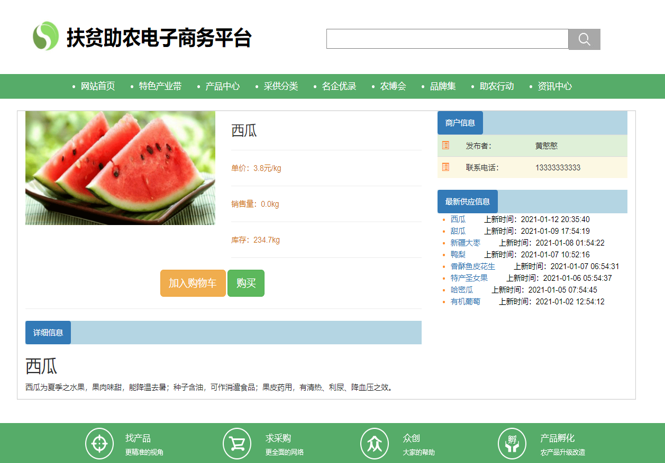 扶贫助农电子商务平台
网站首页 特色产业带 产品中心 采供分类 名企优录 农博会 品牌集 助农行动 资讯中心
西瓜
单价：3.8元/kg
销售量：0.0kg
库存：234.7kg
加入购物车 购买
商户信息
发布者： 黄憨憨
联系电话： 13333333333
最新供应信息
西瓜 上新时间：2021-01-12 20:35:40
甜瓜 上新时间：2021-01-09 17:54:19
新疆大枣 上新时间：2021-01-08 01:54:22
鸭梨 上新时间：2021-01-07 10:52:16
香酥鱼皮花生 上新时间：2021-01-07 06:54:31
特产圣女果 上新时间：2021-01-06 05:54:37
哈密瓜 上新时间：2021-01-05 07:54:45
有机葡萄 上新时间：2021-01-02 12:54:12
详细信息
西瓜
西瓜为夏季之水果，果肉味甜，能降温去暑；种子含油，可作消遣食品；果皮药用，有清热、利尿、降血压之效。
找产品
更精准的视角
求采购
更全面的网络
众创
大家的帮助
孵
产品孵化
农产品升级改造